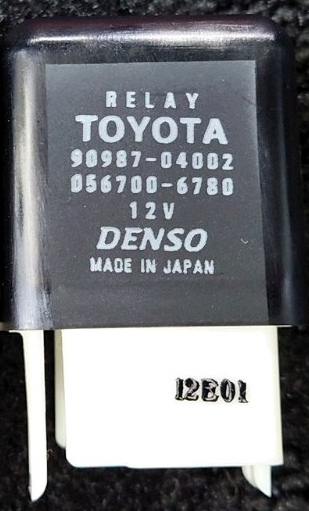 RELAY
TOYOTA
90987-04002
056700-6780
12V
DENSO
MADE IN JAPAN
12E01